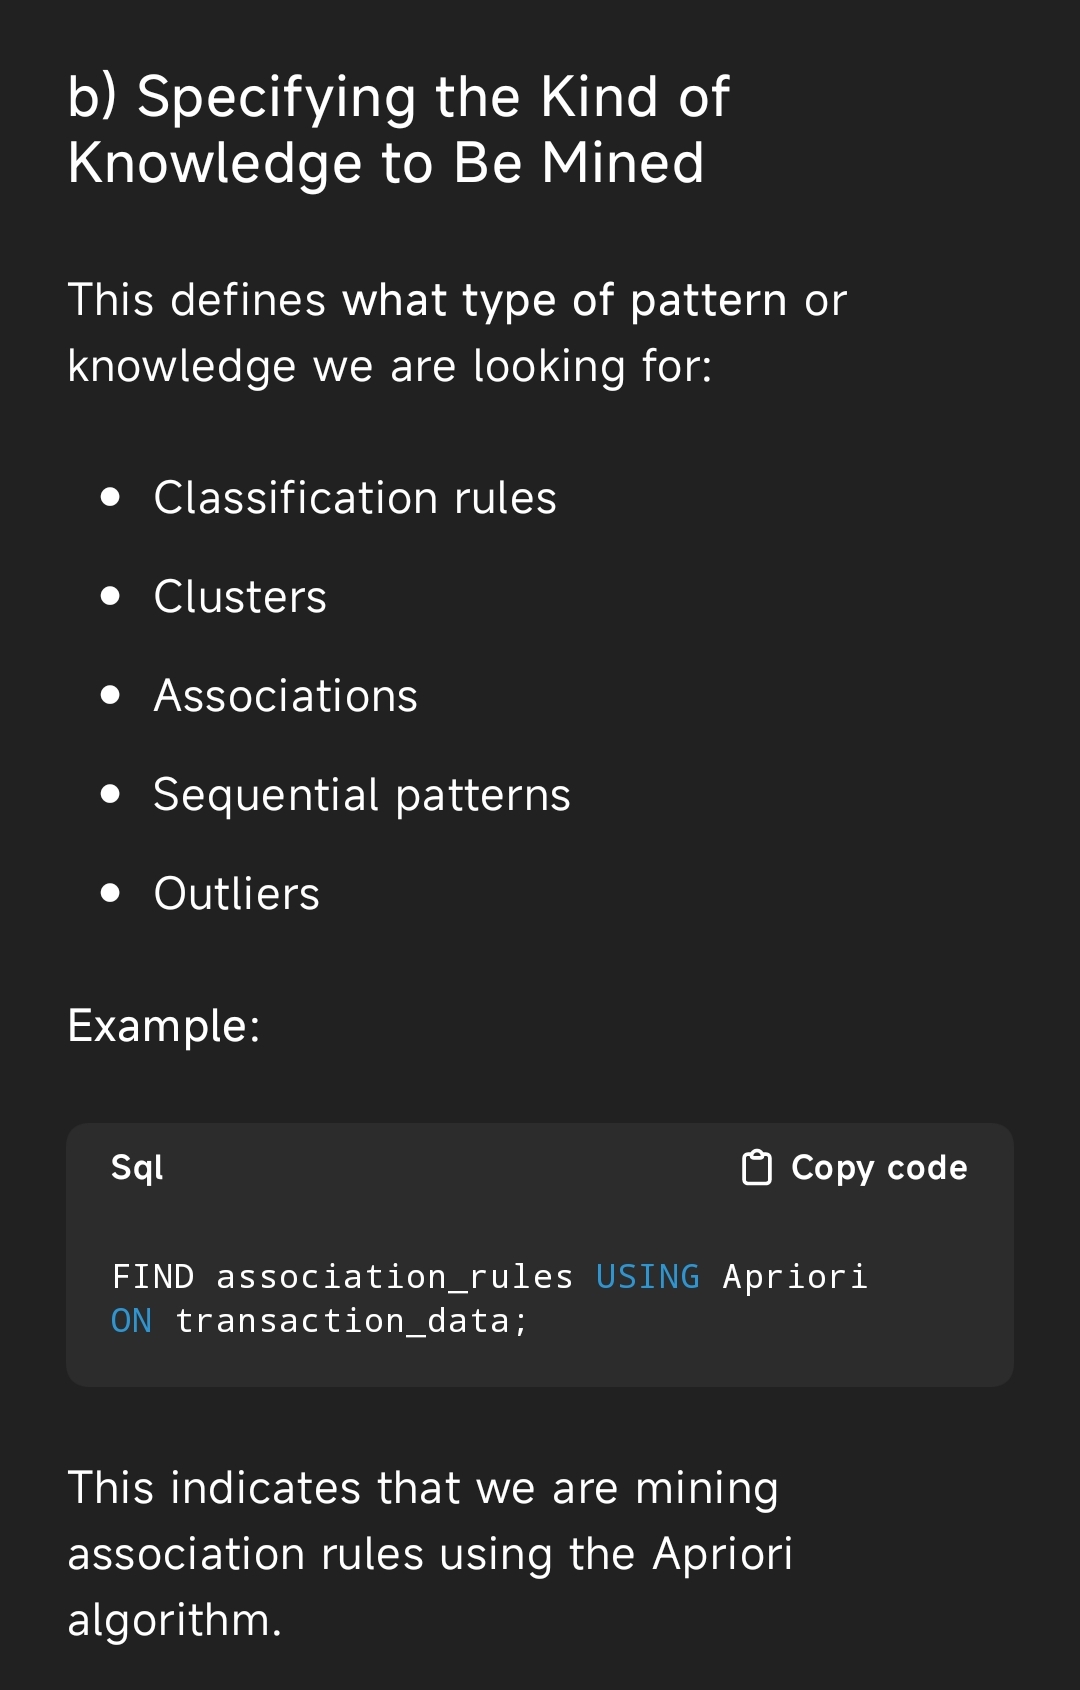 b) Specifying the Kind of
Knowledge to Be Mined
This defines what type of pattern or
knowledge we are looking for:
• Classification rules
• Clusters
• Associations
• Sequential patterns
• Outliers
Example:
Sql
Copy code
FIND association_rules USING Apriori
ON transaction_data;
This indicates that we are mining
association rules using the Apriori
algorithm.